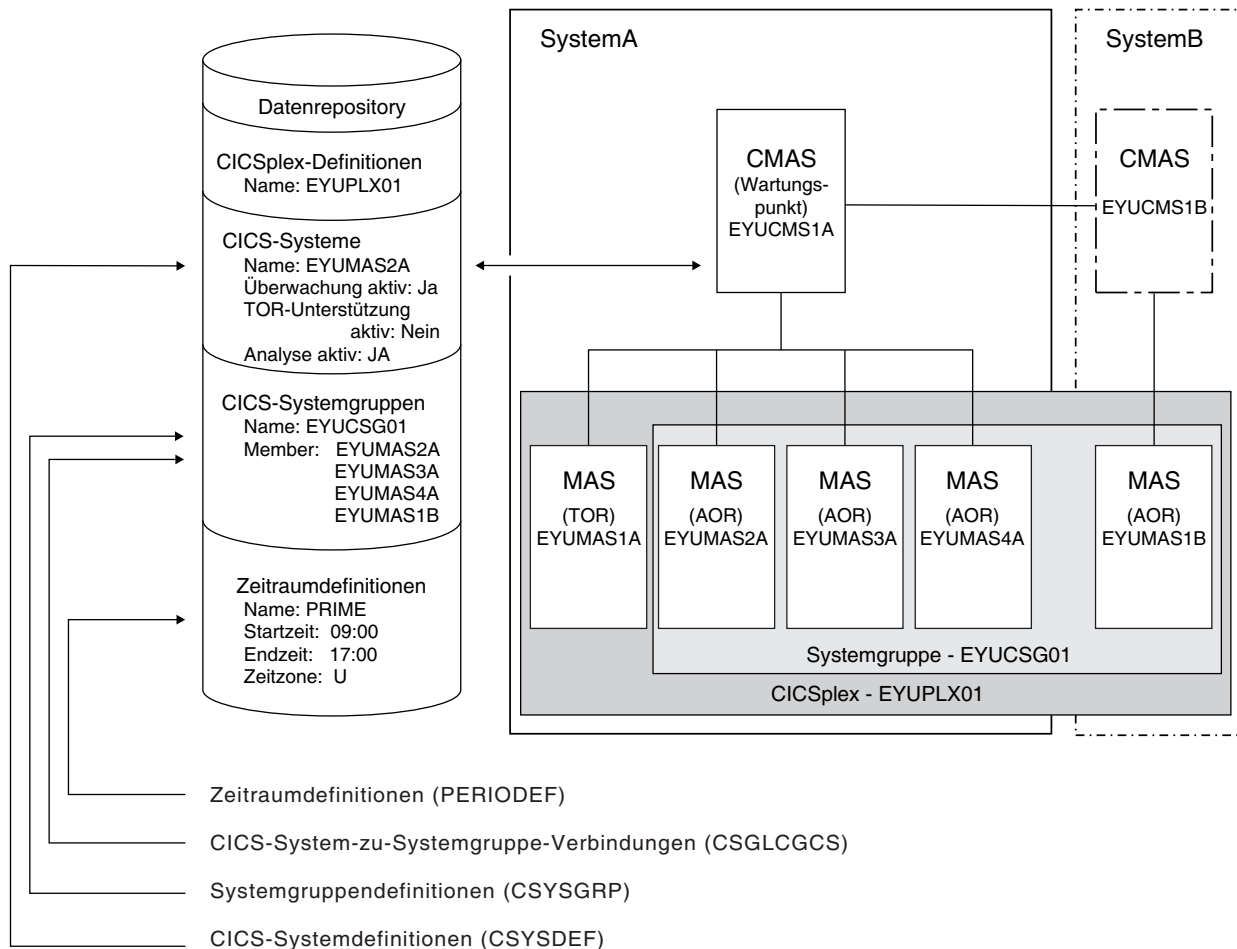 Datenrepository
CICSplex-Definitionen
Name: EYUPLX01
CICS-Systeme
Name: EYUMAS2A
Überwachung aktiv: Ja
TOR-Unterstützung
aktiv: Nein
Analyse aktiv: JA
CICS-Systemgruppen
Name: EYUCSG01
Member: EYUMAS2A
EYUMAS3A
EYUMAS4A
EYUMAS1B
Zeitraumdefinitionen
Name: PRIME
Startzeit: 09:00
Endzeit: 17:00
Zeitzone: U
SystemA
CMAS
(Wartungs-
punkt)
EYUCMS1A
SystemB
CMAS
EYUCMS1B
MAS
(TOR)
EYUMAS1A
MAS
(AOR)
EYUMAS2A
MAS
(AOR)
EYUMAS3A
MAS
(AOR)
EYUMAS4A
MAS
(AOR)
EYUMAS1B
Systemgruppe - EYUCSG01
CICSplex - EYUPLX01
Zeitraumdefinitionen (PERIODEF)
CICS-System-zu-Systemgruppe-Verbindungen (CSGLCGCS)
Systemgruppendefinitionen (CSYSGRP)
CICS-Systemdefinitionen (CSYSDEF)